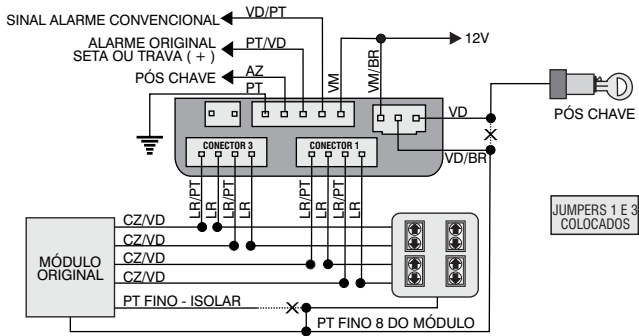 SINAL ALARME CONVENCIONAL
VD/PT
ALARME ORIGINAL
SETA OU TRAVA ( + )
PT/VD
PÓS CHAVE
AZ
PT
VM
VM/BR
12V
VD
PÓS CHAVE
VD/BR
CONECTOR 3
CONECTOR 1
LR/PT
LR
LR/PT
LR
LR/PT
LR
LR/PT
LR
JUMPERS 1 E 3
COLOCADOS
MÓDULO
ORIGINAL
CZ/VD
CZ/VD
CZ/VD
CZ/VD
PT FINO - ISOLAR
PT FINO 8 DO MÓDULO